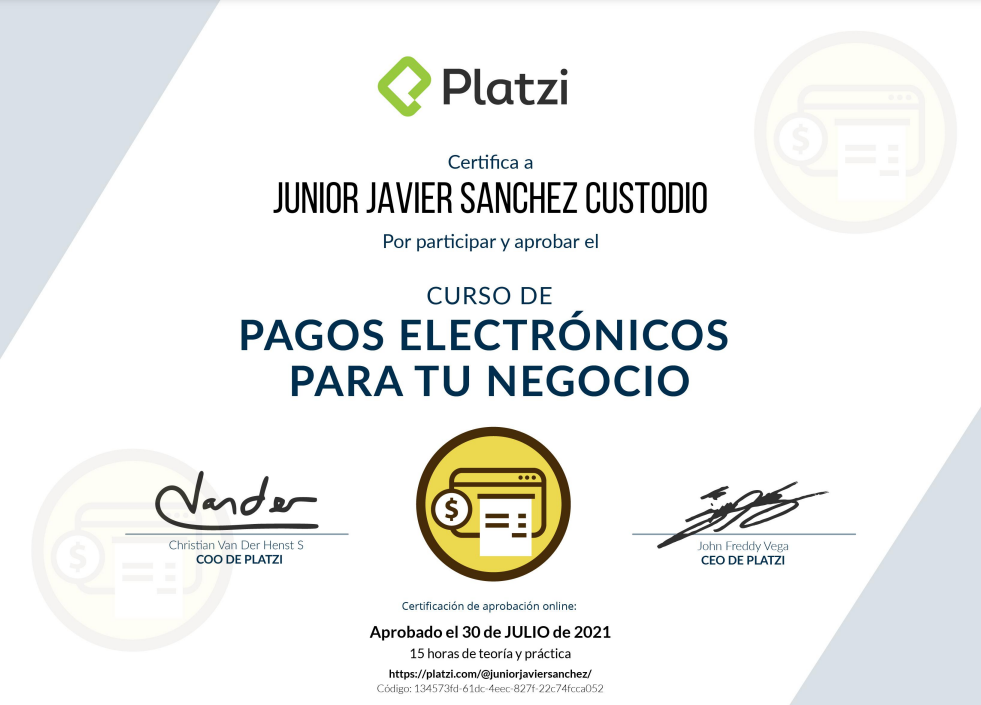 Platzi
Certifica a
JUNIOR JAVIER SANCHEZ CUSTODIO
Por participar y aprobar el
CURSO DE
PAGOS ELECTRÓNICOS
PARA TU NEGOCIO
Vander
$
Christian Van Der Henst S
COO DE PLATZI
John Freddy Vega
CEO DE PLATZI
Certificación de aprobación online:
Aprobado el 30 de JULIO de 2021
15 horas de teoría y práctica
https://platzi.com/@juniorjaviersanchez/
Código: 134573fd-61dc-4eec-827f-22c74fcca052